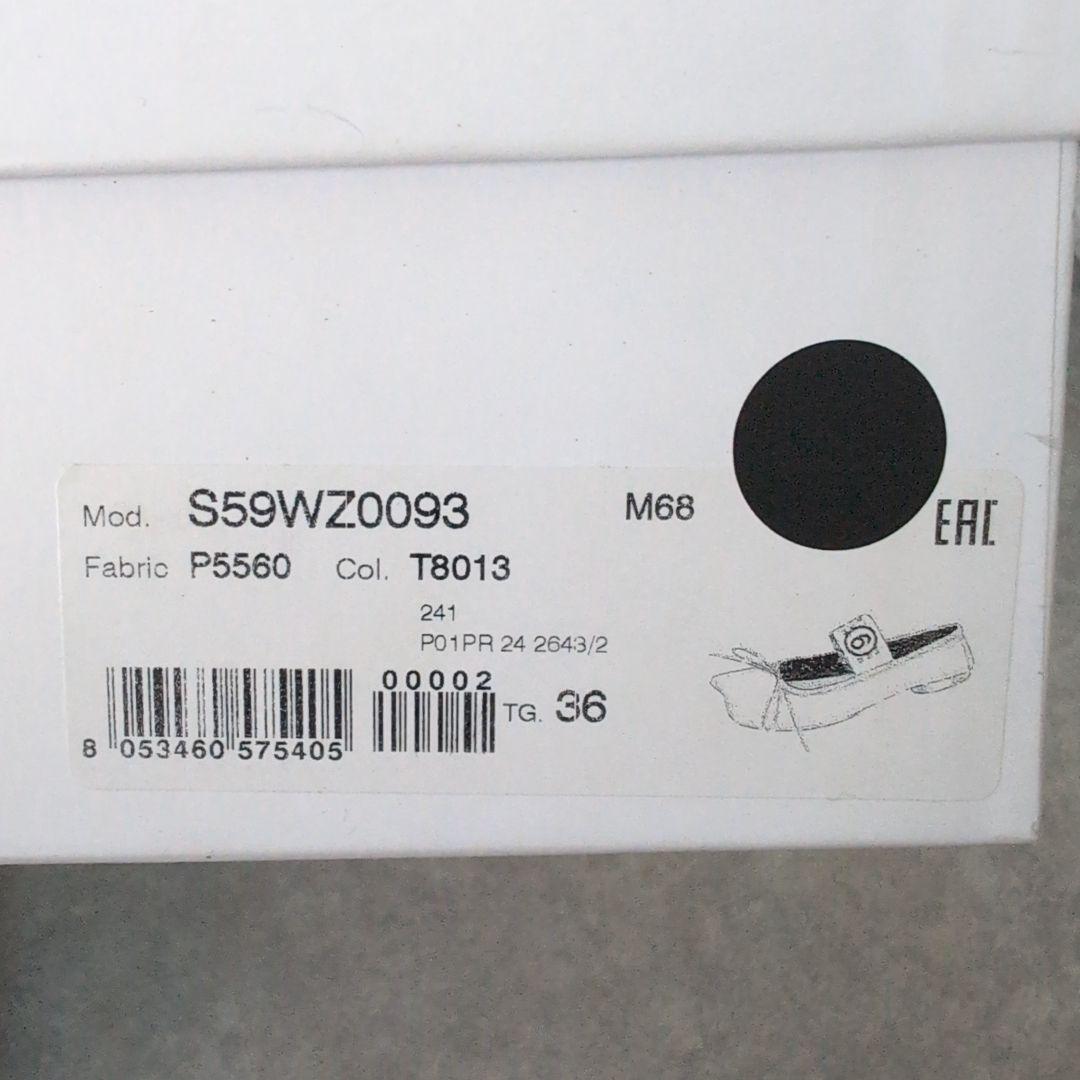 Mod. S59WZ0093 M68
EAC
Fabric P5560 Col. T8013
241
P01PR 24 2643/2
00002
TG. 36
6
8 053460 575405